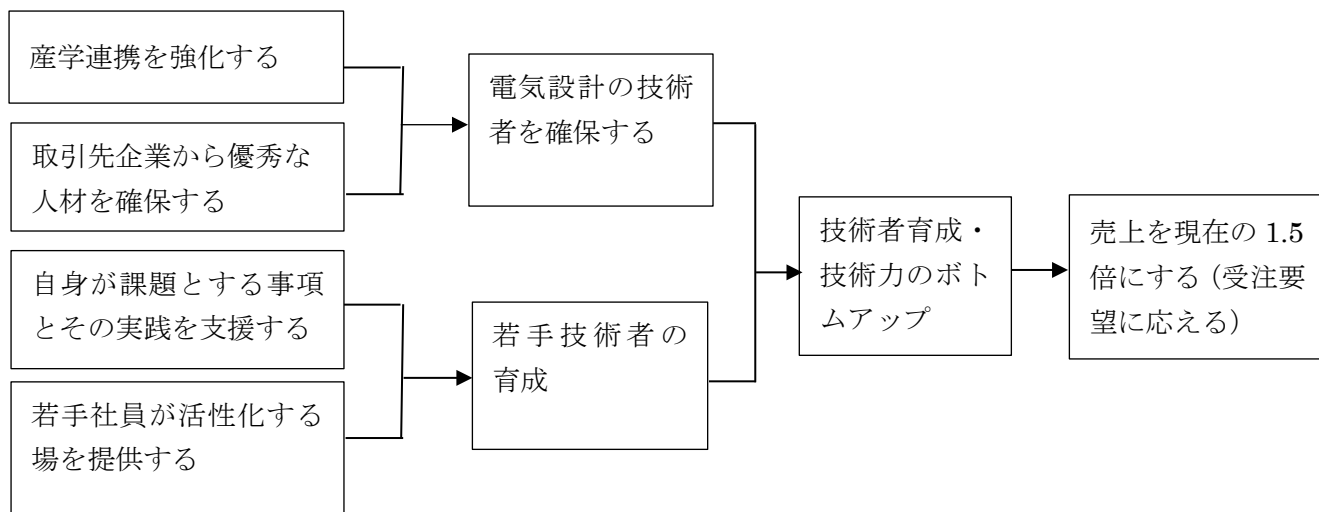 産学連携を強化する
取引先企業から優秀な
人材を確保する
自身が課題とする事項
とその実践を支援する
若手社員が活性化する
場を提供する
電気設計の技術
者を確保する
若手技術者の
育成
技術者育成・
技術力のボト
ムアップ
売上を現在の 1.5
倍にする（受注要
望に応える）